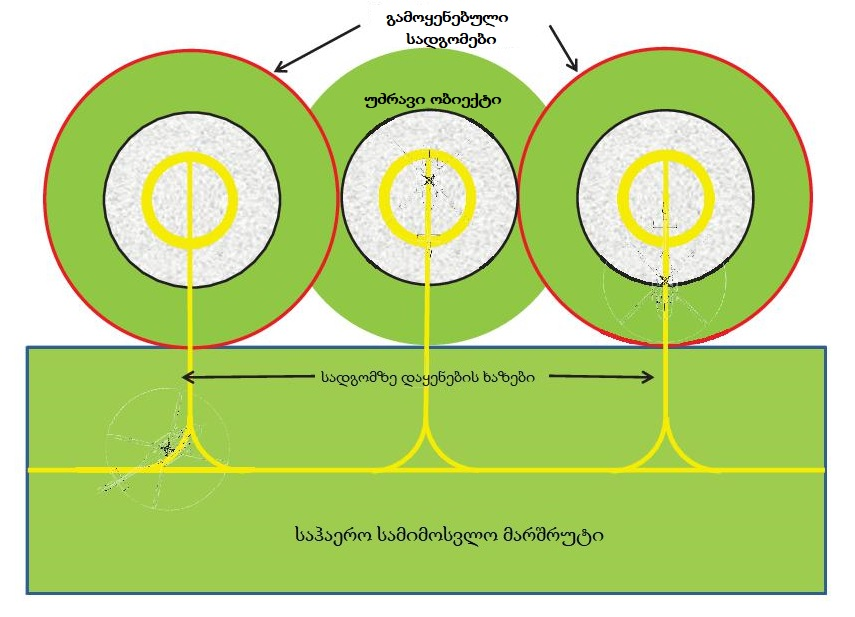 გამოყენებული
სადგომები
უძრავი ობიექტი
სადგომზე დაყენების ხაზები
საჰაერო სამიმოსვლო მარშრუტი